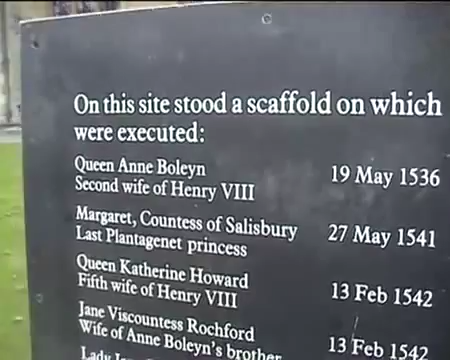 On this site stood a scaffold on which
were executed:
Queen Anne Boleyn 19 May 1536
Second wife of Henry VIII
Margaret, Countess of Salisbury 27 May 1541
Last Plantagenet princess
Queen Katherine Howard 13 Feb 1542
Fifth wife of Henry VIII
Jane Viscountess Rochford 13 Feb 1542
Wife of Anne Boleyn's brother
Lady